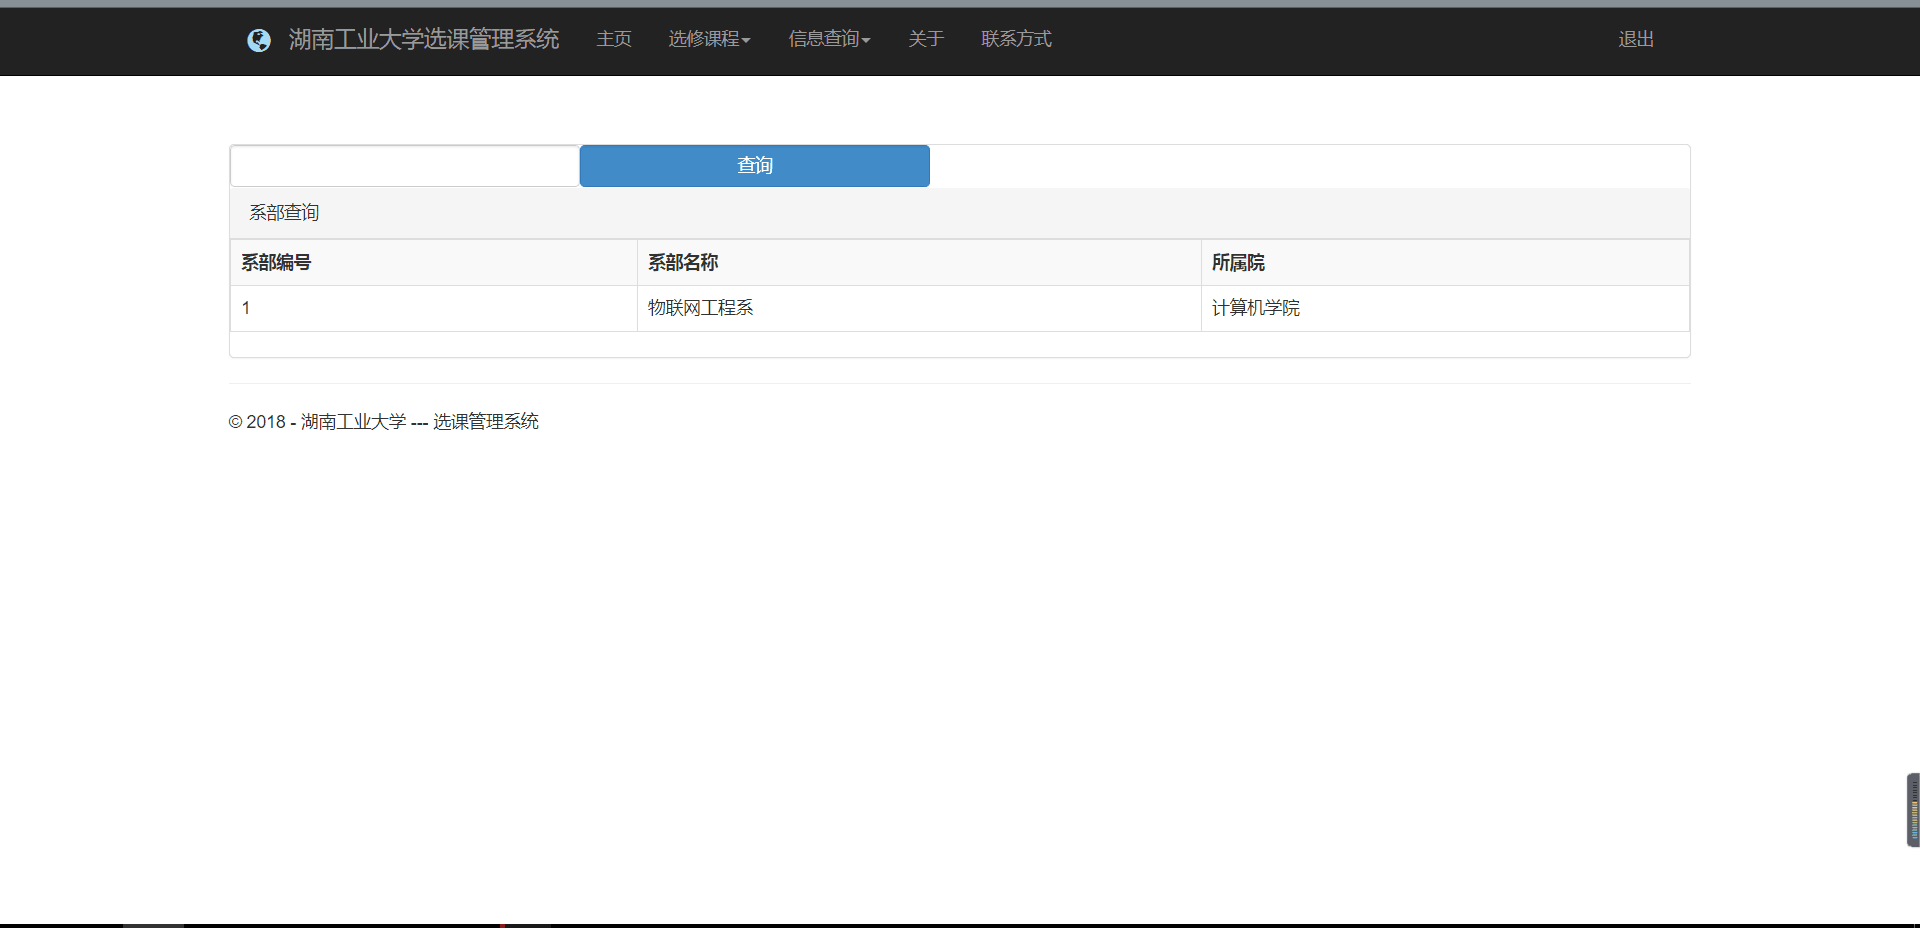 湖南工业大学选课管理系统 主页 选修课程 信息查询 关于 联系方式 退出
查询
系部查询
系部编号 系部名称 所属院
1 物联网工程系 计算机学院
© 2018 - 湖南工业大学 --- 选课管理系统